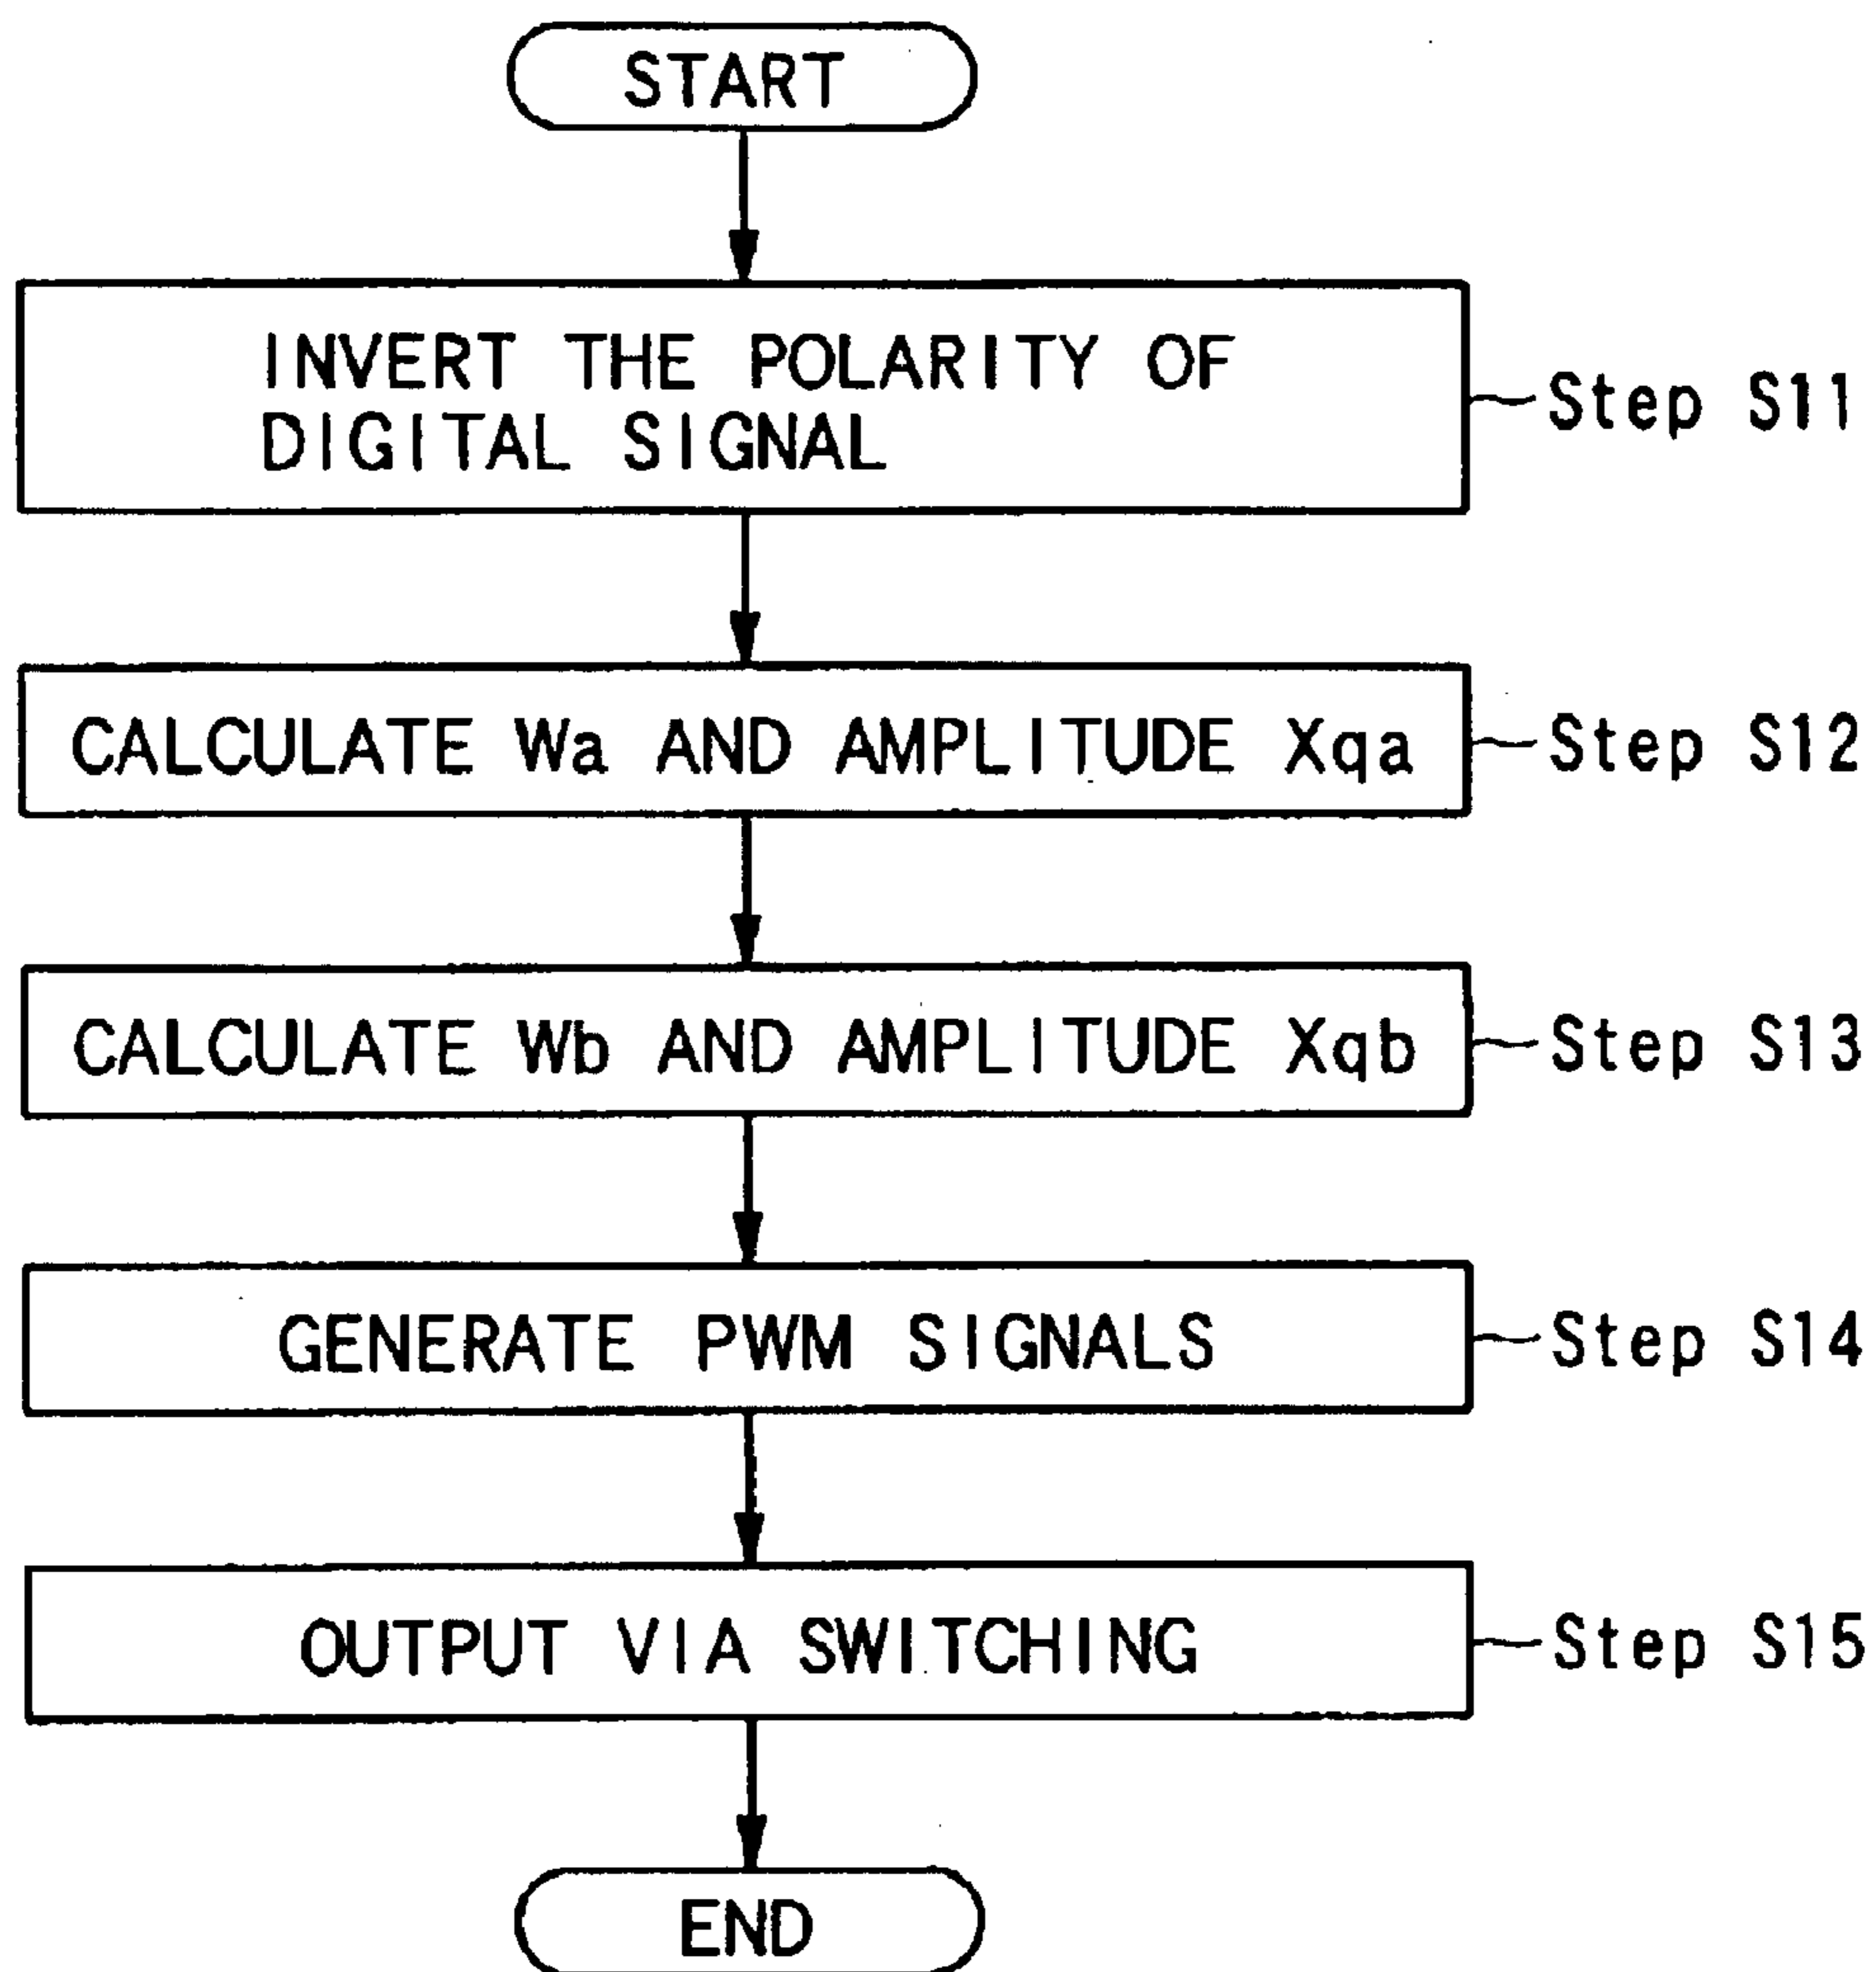 START
INVERT THE POLARITY OF
DIGITAL SIGNAL
Step S11
CALCULATE Wa AND AMPLITUDE Xqa
Step S12
CALCULATE Wb AND AMPLITUDE Xqb
Step S13
GENERATE PWM SIGNALS
Step S14
OUTPUT VIA SWITCHING
Step S15
END